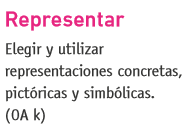 Representar
Elegir y utilizar
representaciones concretas,
pictóricas y simbólicas.
(OA k)